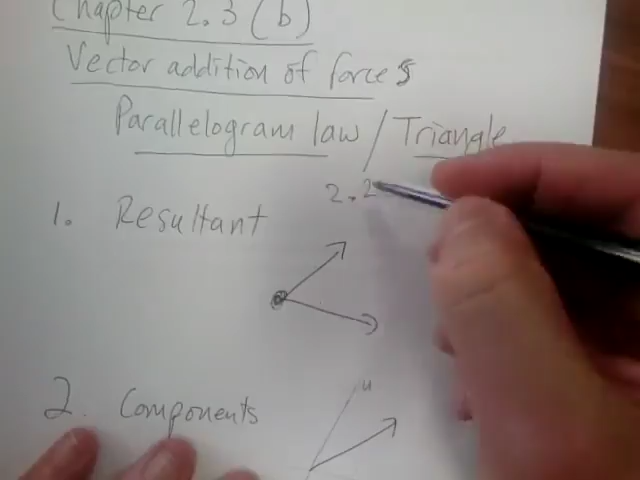 Chapter 2.3 (b)
Vector addition of forces
Parallelogram law / Triangle
2.2
1. Resultant
2. Components
u